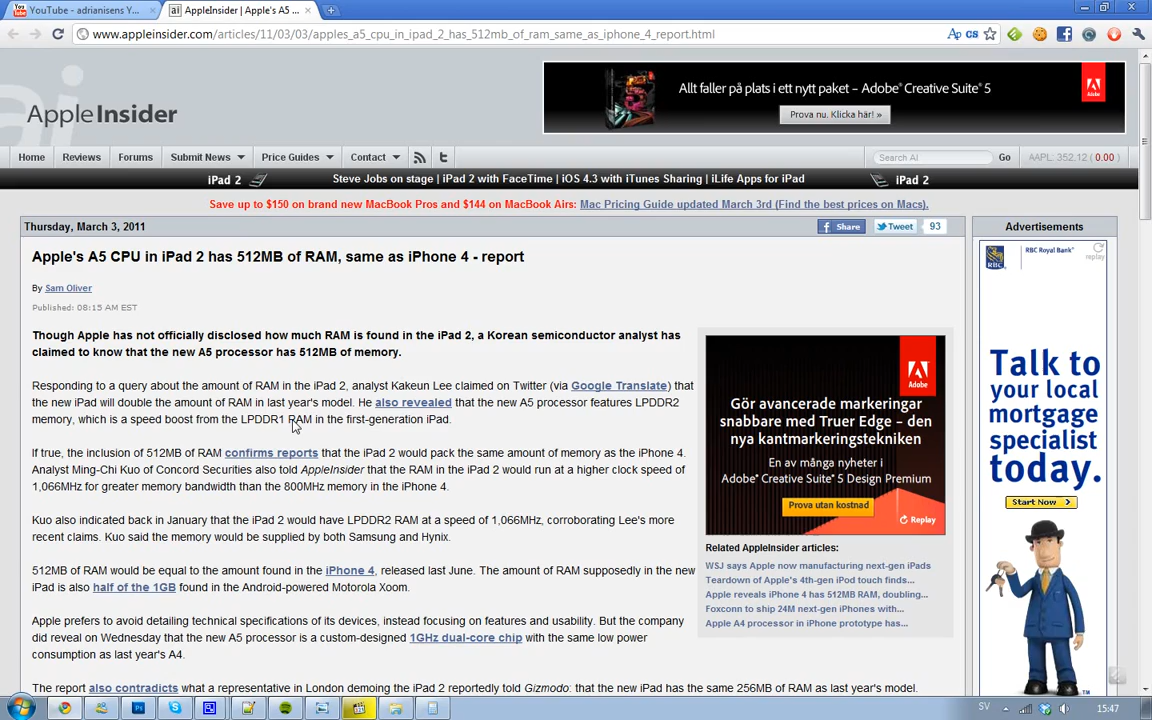 YouTube - adrianisens Y...
AppleInsider | Apple's A5 ...
www.appleinsider.com/articles/11/03/03/apples_a5_cpu_in_ipad_2_has_512mb_of_ram_same_as_iphone_4_report.html
AppleInsider
Allt faller på plats i ett nytt paket – Adobe® Creative Suite® 5
Prova nu. Klicka här! »
Adobe
Home Reviews Forums Submit News Price Guides Contact
Search AI Go AAPL: 352.12 ( 0.00 )
iPad 2 Steve Jobs on stage | iPad 2 with FaceTime | iOS 4.3 with iTunes Sharing | iLife Apps for iPad iPad 2
Save up to $150 on brand new MacBook Pros and $144 on MacBook Airs: Mac Pricing Guide updated March 3rd (Find the best prices on Macs).
Thursday, March 3, 2011
Share Tweet 93
Apple's A5 CPU in iPad 2 has 512MB of RAM, same as iPhone 4 - report
By Sam Oliver
Published: 08:15 AM EST
Though Apple has not officially disclosed how much RAM is found in the iPad 2, a Korean semiconductor analyst has
claimed to know that the new A5 processor has 512MB of memory.
Responding to a query about the amount of RAM in the iPad 2, analyst Kakeun Lee claimed on Twitter (via Google Translate) that
the new iPad will double the amount of RAM in last year's model. He also revealed that the new A5 processor features LPDDR2
memory, which is a speed boost from the LPDDR1 RAM in the first-generation iPad.
If true, the inclusion of 512MB of RAM confirms reports that the iPad 2 would pack the same amount of memory as the iPhone 4.
Analyst Ming-Chi Kuo of Concord Securities also told AppleInsider that the RAM in the iPad 2 would run at a higher clock speed of
1,066MHz for greater memory bandwidth than the 800MHz memory in the iPhone 4.
Kuo also indicated back in January that the iPad 2 would have LPDDR2 RAM at a speed of 1,066MHz, corroborating Lee's more
recent claims. Kuo said the memory would be supplied by both Samsung and Hynix.
512MB of RAM would be equal to the amount found in the iPhone 4, released last June. The amount of RAM supposedly in the new
iPad is also half of the 1GB found in the Android-powered Motorola Xoom.
Apple prefers to avoid detailing technical specifications of its devices, instead focusing on features and usability. But the company
did reveal on Wednesday that the new A5 processor is a custom-designed 1GHz dual-core chip with the same low power
consumption as last year's A4.
The report also contradicts what a representative in London demoing the iPad 2 reportedly told Gizmodo: that the new iPad has the same 256MB of RAM as last year's model.
Adobe
Gör avancerade markeringar
snabbare med Truer Edge – den
nya kantmarkeringstekniken
En av många nyheter i
Adobe® Creative Suite® 5 Design Premium
Prova utan kostnad
Replay
Related AppleInsider articles:
WSJ says Apple now manufacturing next-gen iPads
Teardown of Apple's 4th-gen iPod touch finds...
Apple reveals iPhone 4 has 512MB RAM, doubling...
Foxconn to ship 24M next-gen iPhones with...
Apple A4 processor in iPhone prototype has...
Advertisements
RBC
RBC Royal Bank®
replay
Talk to
your local
mortgage
specialist
today.
Start Now
SV 15:47